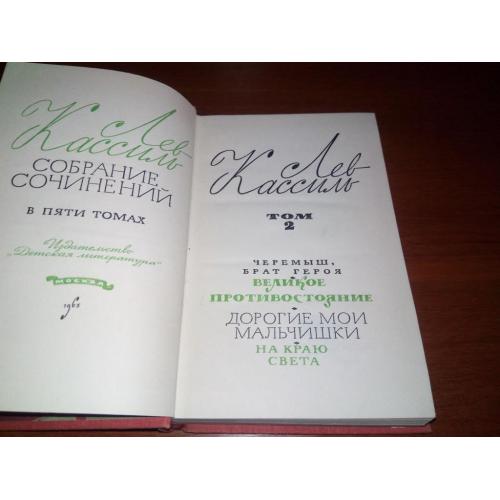 Лев
Кассиль
СОБРАНИЕ
СОЧИНЕНИЙ
В ПЯТИ ТОМАХ
Издательство
„Детская литература“
МОСКВА
1965
Лев
Кассиль
ТОМ
2
ЧЕРЕМЫШ,
БРАТ ГЕРОЯ
ВЕЛИКОЕ
ПРОТИВОСТОЯНИЕ
ДОРОГИЕ МОИ
МАЛЬЧИШКИ
НА КРАЮ
СВЕТА